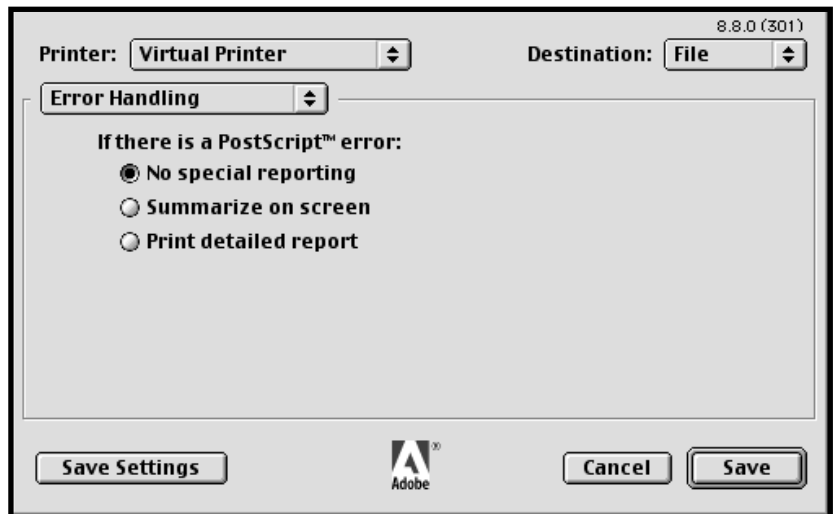 8.8.0 (301)
Printer: Virtual Printer Destination: File
Error Handling
If there is a PostScript™ error:
No special reporting
Summarize on screen
Print detailed report
Save Settings
Adobe®
Cancel
Save